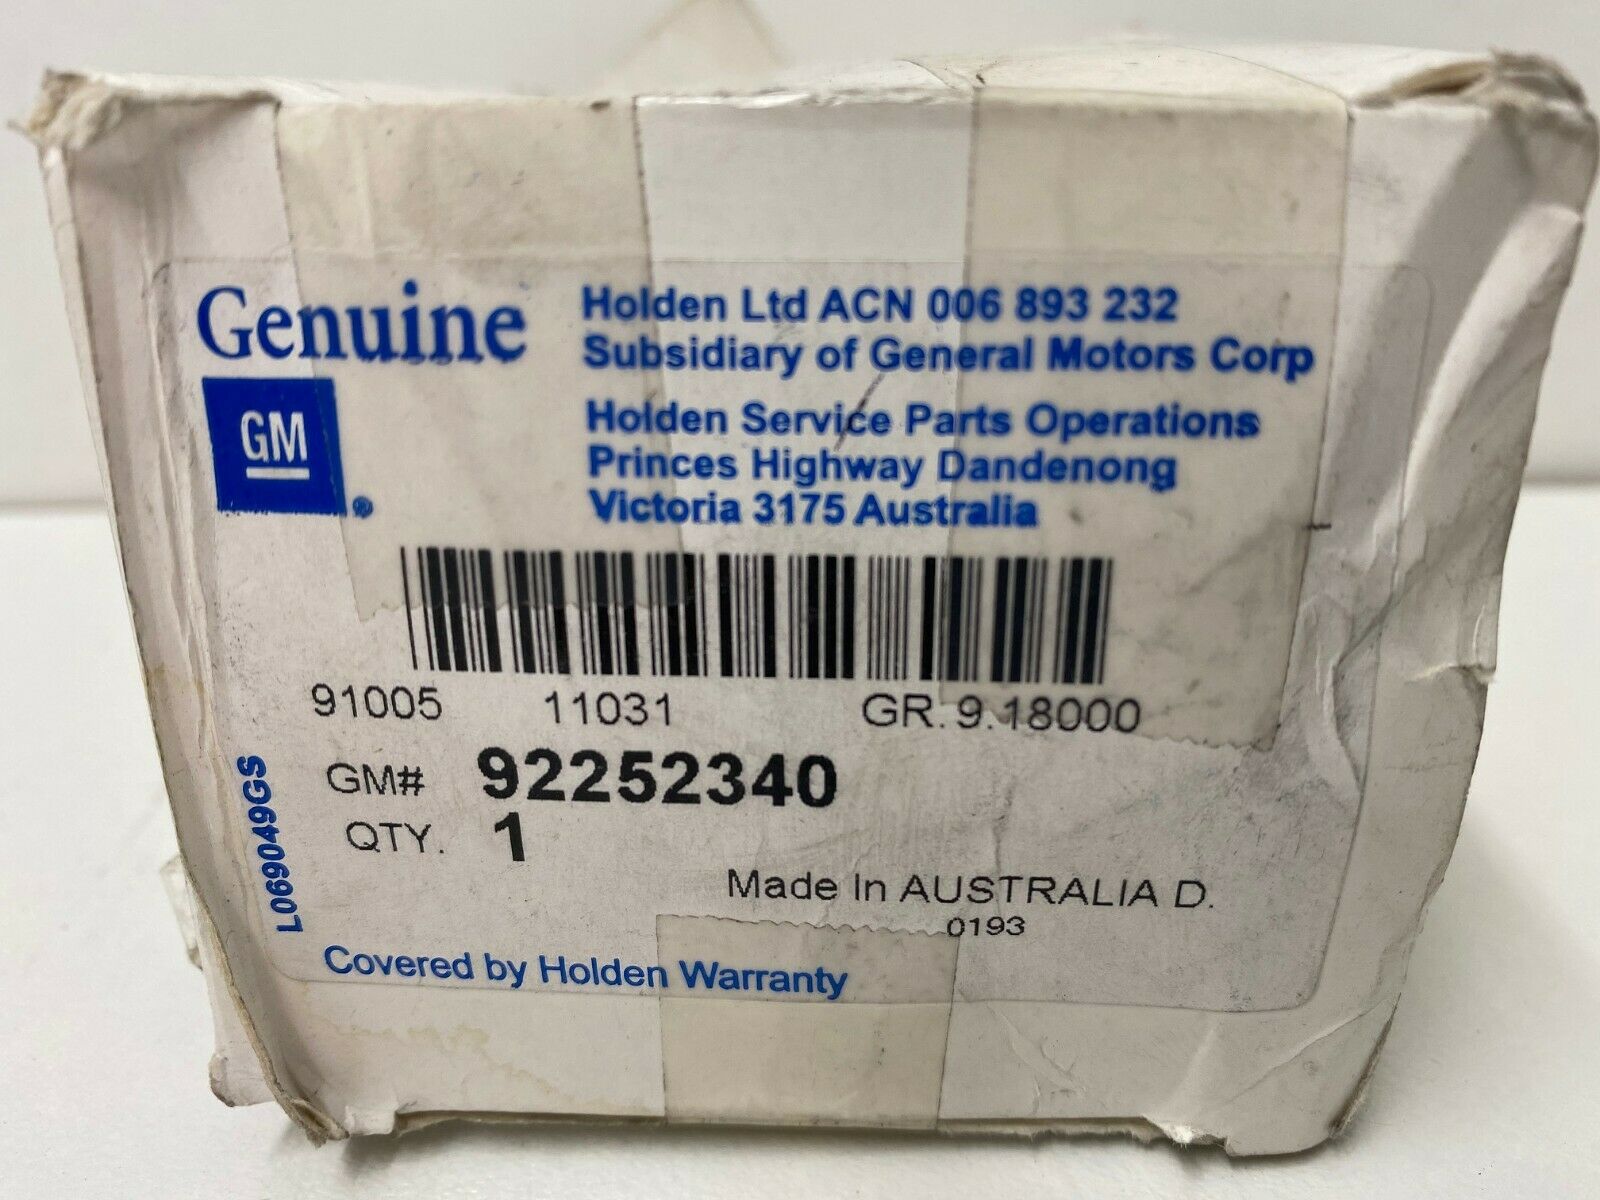 Genuine
GM
®
Holden Ltd ACN 006 893 232
Subsidiary of General Motors Corp
Holden Service Parts Operations
Princes Highway Dandenong
Victoria 3175 Australia
91005 11031 GR. 9.18000
GM# 92252340
QTY. 1
Made In AUSTRALIA D.
0193
L069049GS
Covered by Holden Warranty